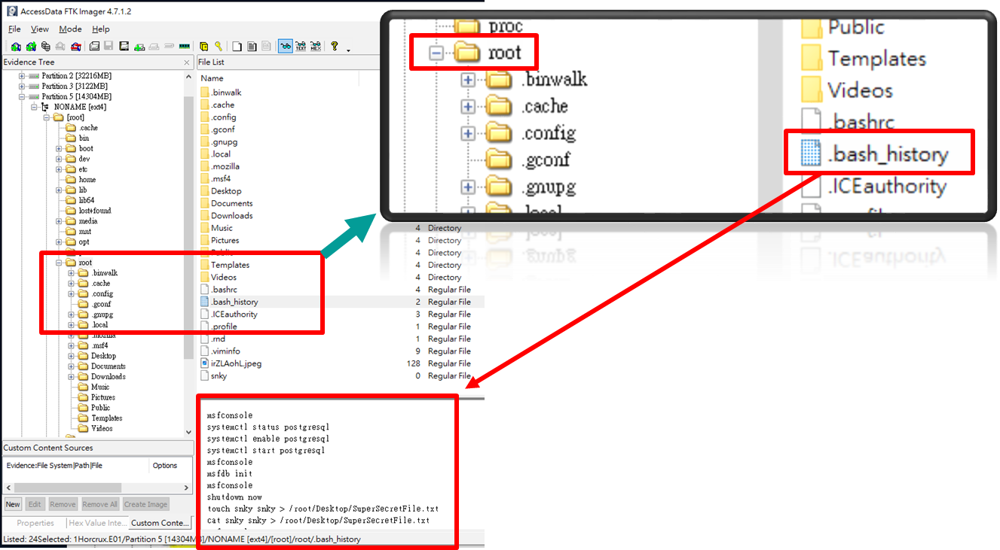 AccessData FTK Imager 4.7.1.2
File View Mode Help
Evidence Tree
Partition 2 [32216MB]
Partition 3 [3122MB]
Partition 5 [14304MB]
NONAME [ext4]
[root]
.cache
bin
boot
dev
etc
home
lib
lib64
lost+found
media
mnt
opt
root
.binwalk
.cache
.config
.gconf
.gnupg
.local
.mozilla
.msf4
Desktop
Documents
Downloads
Music
Pictures
Public
Templates
Videos
File List
Name
.binwalk
.cache
.config
.gconf
.gnupg
.local
.mozilla
.msf4
Desktop
Documents
Downloads
Music 4 Directory
Pictures 4 Directory
Public 4 Directory
Templates 4 Directory
Videos 4 Directory
.bashrc 4 Regular File
.bash_history 2 Regular File
.ICEauthority 3 Regular File
.profile 1 Regular File
.rnd 1 Regular File
.viminfo 9 Regular File
irZLAohL.jpeg 128 Regular File
snky 0 Regular File
proc
root
.binwalk
.cache
.config
.gconf
.gnupg
.local
Public
Templates
Videos
.bashrc
.bash_history
.ICEauthority
msfconsole
systemctl status postgresql
systemctl enable postgresql
systemctl start postgresql
msfconsole
msfdb init
msfconsole
shutdown now
touch snky snky > /root/Desktop/SuperSecretFile.txt
cat snky snky > /root/Desktop/SuperSecretFile.txt
Custom Content Sources
Evidence:File System|Path|File Options
New Edit Remove Remove All Create Image
Properties Hex Value Inte... Custom Conte...
Listed: 24 Selected: 1 Horcrux.E01/Partition 5 [14304MB]/NONAME [ext4]/[root]/root/.bash_history